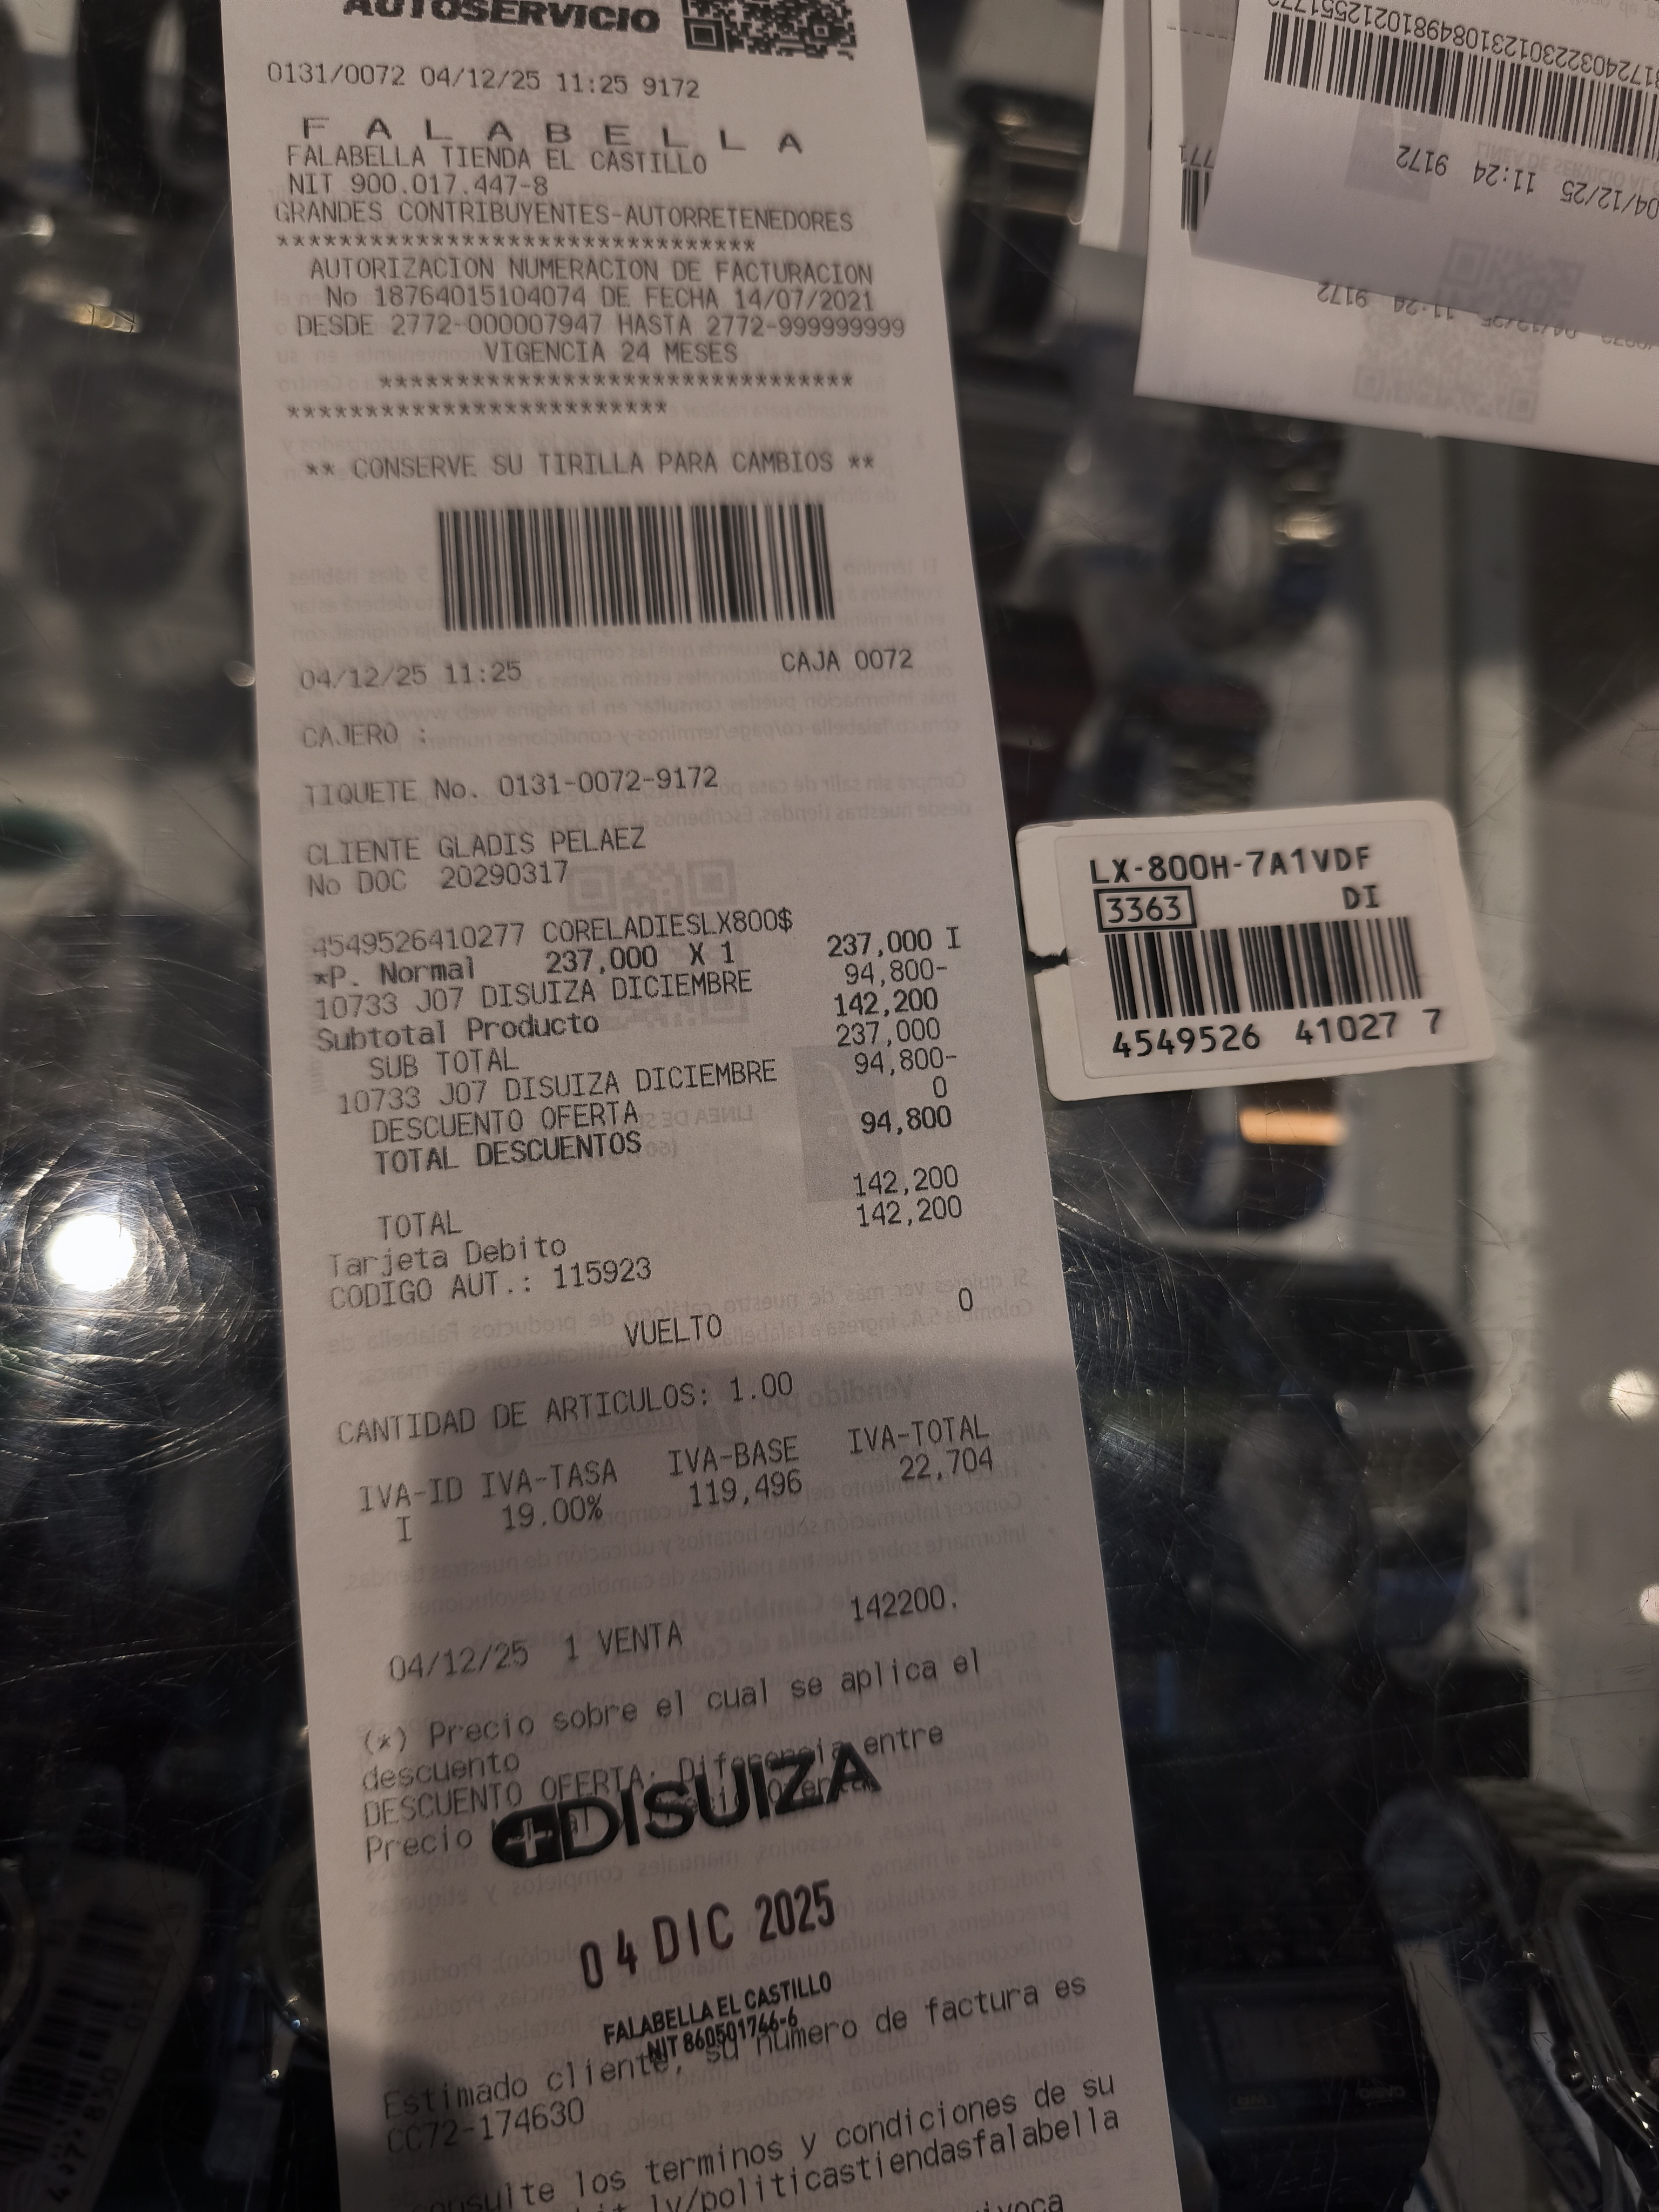 AUTOSERVICIO
0131/0072 04/12/25 11:25 9172
F A L A B E L L A
FALABELLA TIENDA EL CASTILLO
NIT 900.017.447-8
GRANDES CONTRIBUYENTES-AUTORRETENEDORES
*******************************
AUTORIZACION NUMERACION DE FACTURACION
No 18764015104074 DE FECHA 14/07/2021
DESDE 2772-000007947 HASTA 2772-999999999
VIGENCIA 24 MESES
*******************************
*************************
** CONSERVE SU TIRILLA PARA CAMBIOS **
04/12/25 11:25 CAJA 0072
CAJERO :
TIQUETE No. 0131-0072-9172
CLIENTE GLADIS PELAEZ
No DOC 20290317
4549526410277 CORELADIESLX800$
*P. Normal 237,000 X 1 237,000 I
10733 J07 DISUIZA DICIEMBRE 94,800-
Subtotal Producto 142,200
SUB TOTAL 237,000
10733 J07 DISUIZA DICIEMBRE 94,800-
DESCUENTO OFERTA 0
TOTAL DESCUENTOS 94,800
TOTAL 142,200
Tarjeta Debito 142,200
CODIGO AUT.: 115923
VUELTO 0
CANTIDAD DE ARTICULOS: 1.00
IVA-ID IVA-TASA IVA-BASE IVA-TOTAL
I 19.00% 119,496 22,704
04/12/25 1 VENTA 142200.
(*) Precio sobre el cual se aplica el
descuento
DESCUENTO OFERTA: Diferencia entre
Precio
DISUIZA
04 DIC 2025
FALABELLA EL CASTILLO
NIT 860501766-6
Estimado cliente, su numero de factura es
CC72-174630
los terminos y condiciones de su
ly/politicastiendasfalabella
LX-800H-7A1VDF
3363 DI
4549526 41027 7
04/12/25 11:24 9172
04/12/25 11:24 9172